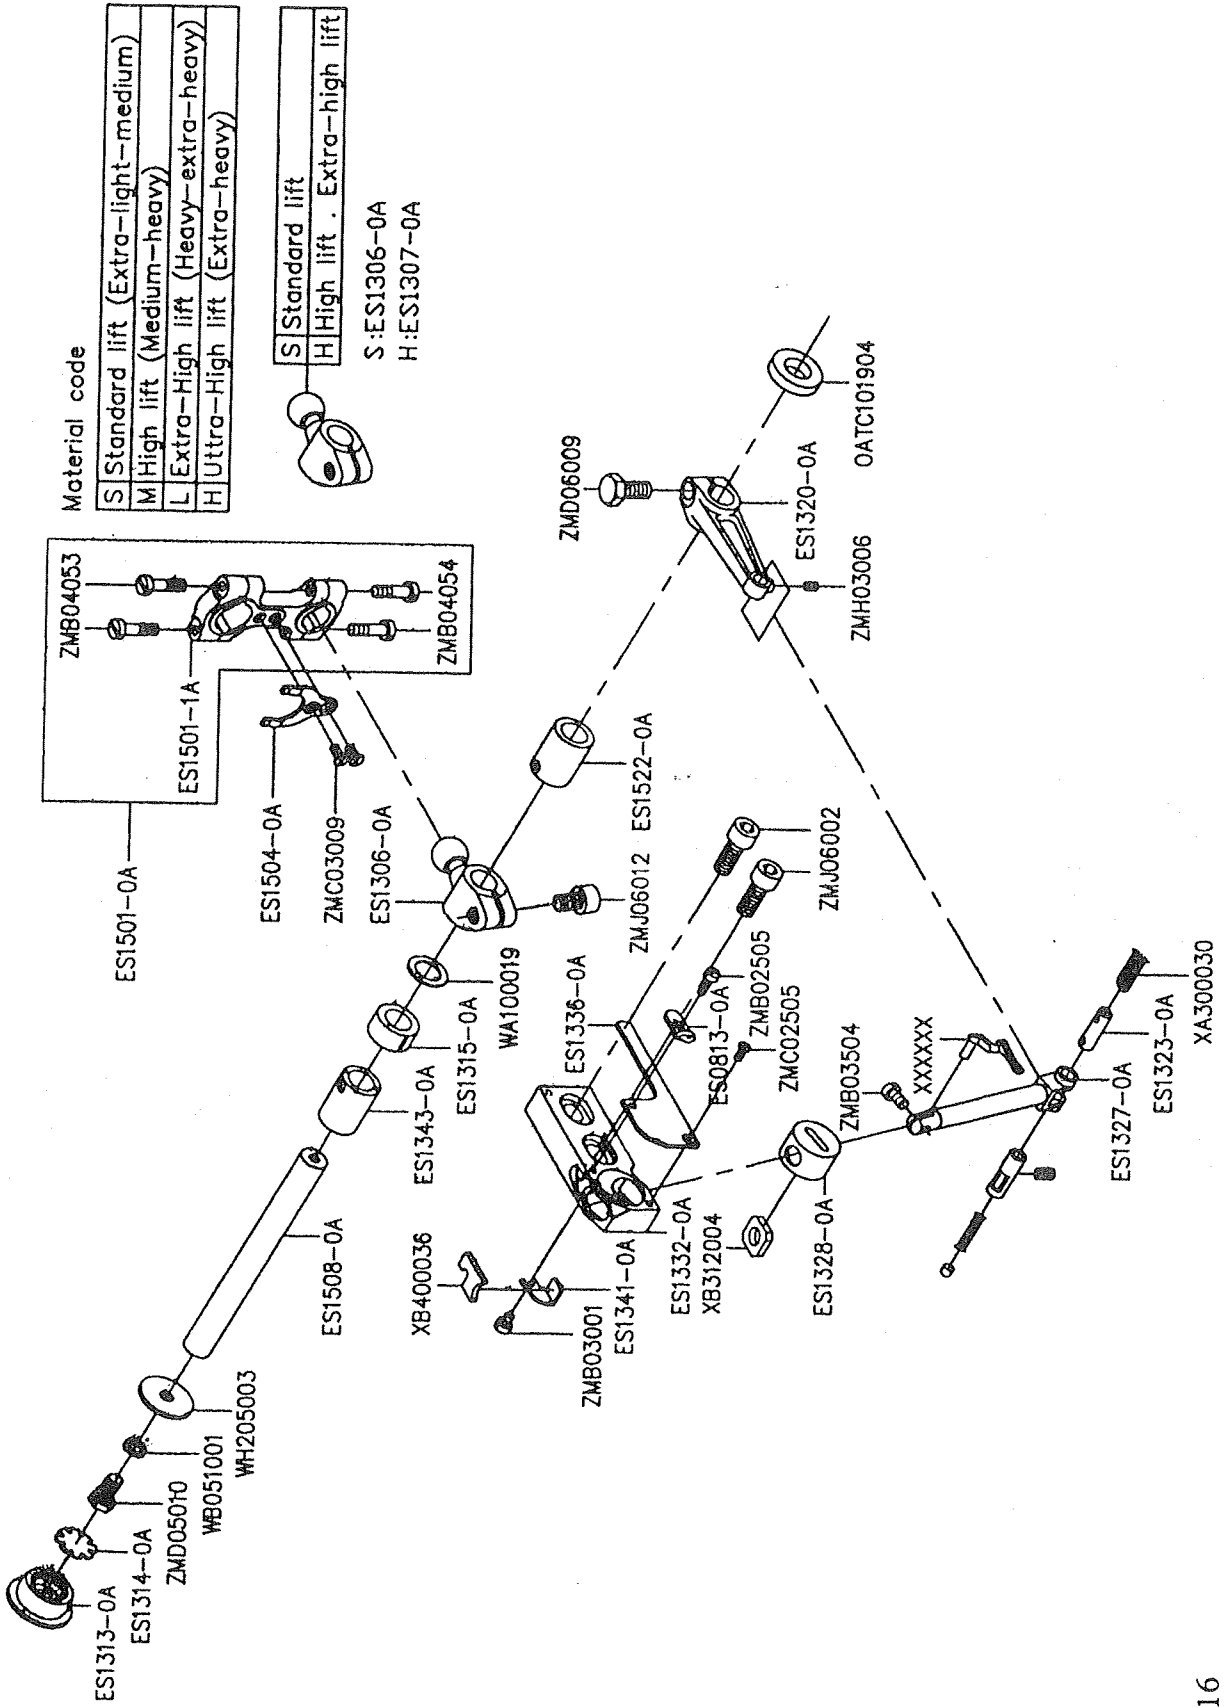 Material code
S Standard lift (Extra-light-medium)
M High lift (Medium-heavy)
L Extra-High lift (Heavy-extra-heavy)
H Uttra-High lift (Extra-heavy)
S Standard lift
H High lift . Extra-high lift
S:ES1306-0A
H:ES1307-0A
ZMB04053
ES1501-1A
ZMB04054
ES1501-0A
ES1504-0A
ZMC03009
ES1306-0A
ZMJ06012
ES1522-0A
ZMD06009
OATC101904
ES1320-0A
ZMH03006
WA100019
ES1315-0A
ES1343-0A
ES1508-0A
WH205003
WB051001
ZMD05010
ES1314-0A
ES1313-0A
ES1336-0A
ZMJ06002
ZMB02505
ES0813-0A
ZMC02505
XB400036
ZMB03001
ES1341-0A
ES1332-0A
XB312004
ES1328-0A
ZMB03504
XXXXXX
ES1327-0A
ES1323-0A
XA300030
16